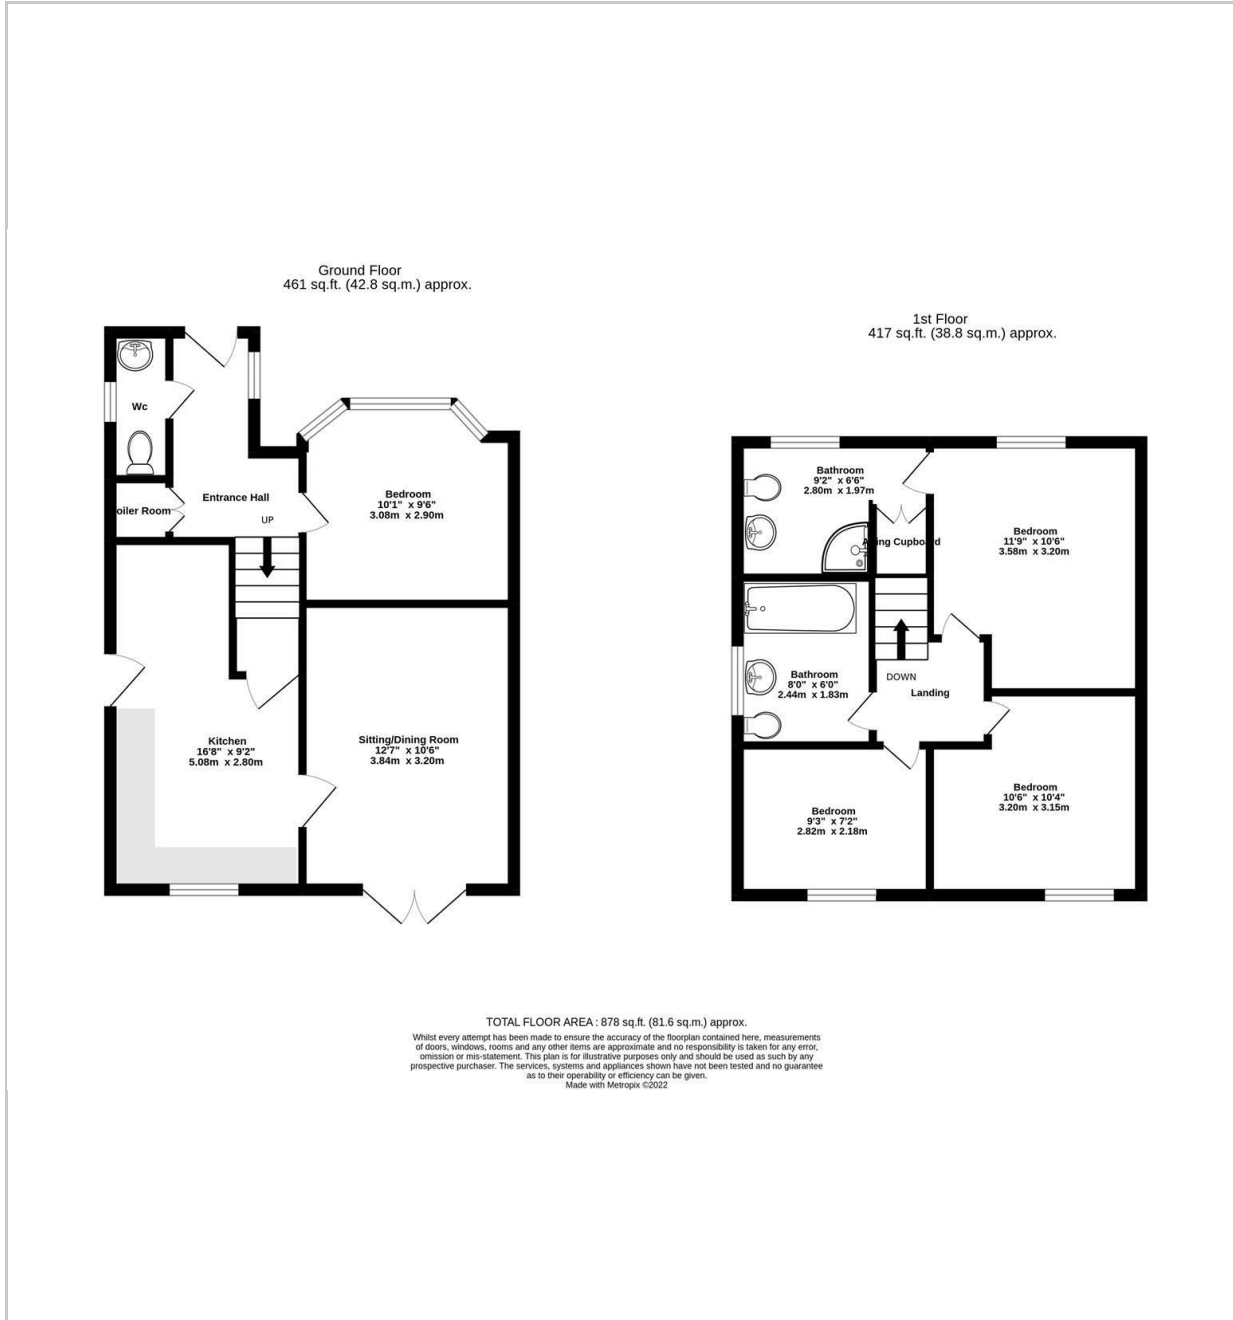 Ground Floor
461 sq.ft. (42.8 sq.m.) approx.
Wc
oiler Room
Entrance Hall
UP
Bedroom
10'1" x 9'6"
3.08m x 2.90m
Kitchen
16'8" x 9'2"
5.08m x 2.80m
Sitting/Dining Room
12'7" x 10'6"
3.84m x 3.20m
1st Floor
417 sq.ft. (38.8 sq.m.) approx.
Bathroom
9'2" x 6'6"
2.80m x 1.97m
Cupboard
Bedroom
11'9" x 10'6"
3.58m x 3.20m
Bathroom
8'0" x 6'0"
2.44m x 1.83m
DOWN
Landing
Bedroom
9'3" x 7'2"
2.82m x 2.18m
Bedroom
10'6" x 10'4"
3.20m x 3.15m
TOTAL FLOOR AREA : 878 sq.ft. (81.6 sq.m.) approx.
Whilst every attempt has been made to ensure the accuracy of the floorplan contained here, measurements
of doors, windows, rooms and any other items are approximate and no responsibility is taken for any error,
omission or mis-statement. This plan is for illustrative purposes only and should be used as such by any
prospective purchaser. The services, systems and appliances shown have not been tested and no guarantee
as to their operability or efficiency can be given.
Made with Metropix ©2022